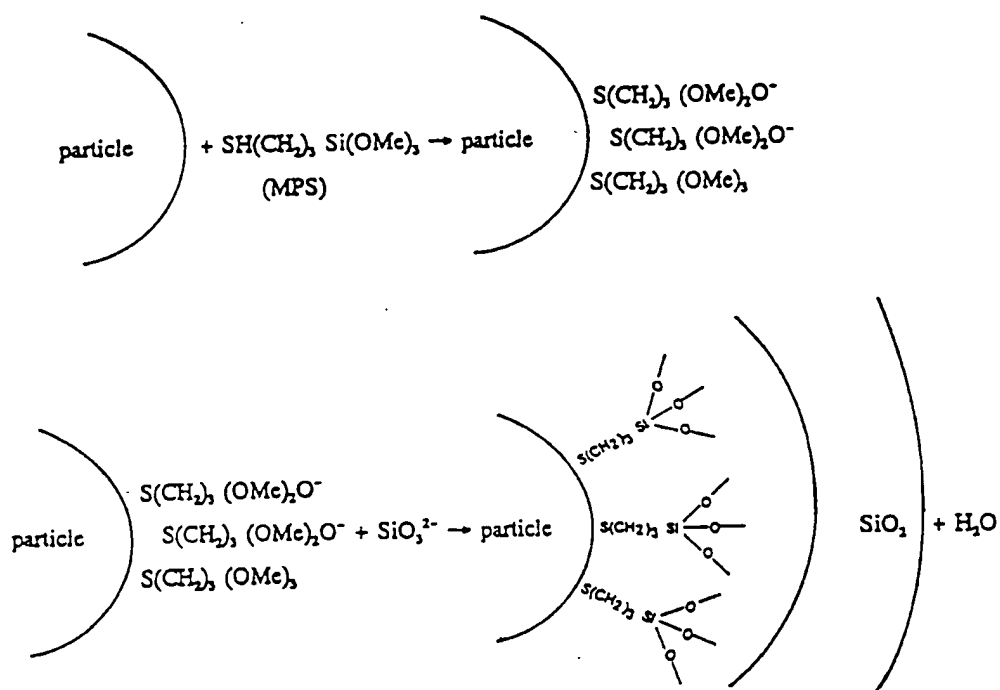 particle + SH(CH₂)₃ Si(OMe)₃ → particle
(MPS)
S(CH₂)₃ (OMe)₂O⁻
S(CH₂)₃ (OMe)₂O⁻
S(CH₂)₃ (OMe)₃
particle
S(CH₂)₃ (OMe)₂O⁻
S(CH₂)₃ (OMe)₂O⁻ + SiO₃²⁻ → particle
S(CH₂)₃ (OMe)₃
S(CH2)3 Si O O O
S(CH2)3 Si O O O
S(CH2)3 Si O O O
SiO₂ + H₂O